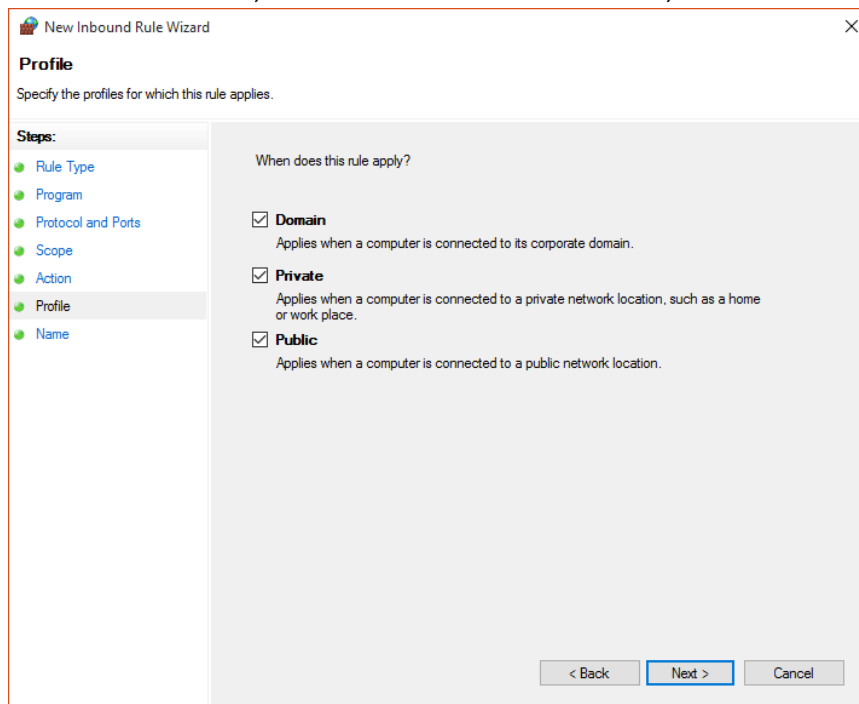 New Inbound Rule Wizard
Profile
Specify the profiles for which this rule applies.
Steps:
Rule Type
Program
Protocol and Ports
Scope
Action
Profile
Name
When does this rule apply?
Domain
Applies when a computer is connected to its corporate domain.
Private
Applies when a computer is connected to a private network location, such as a home
or work place.
Public
Applies when a computer is connected to a public network location.
< Back
Next >
Cancel